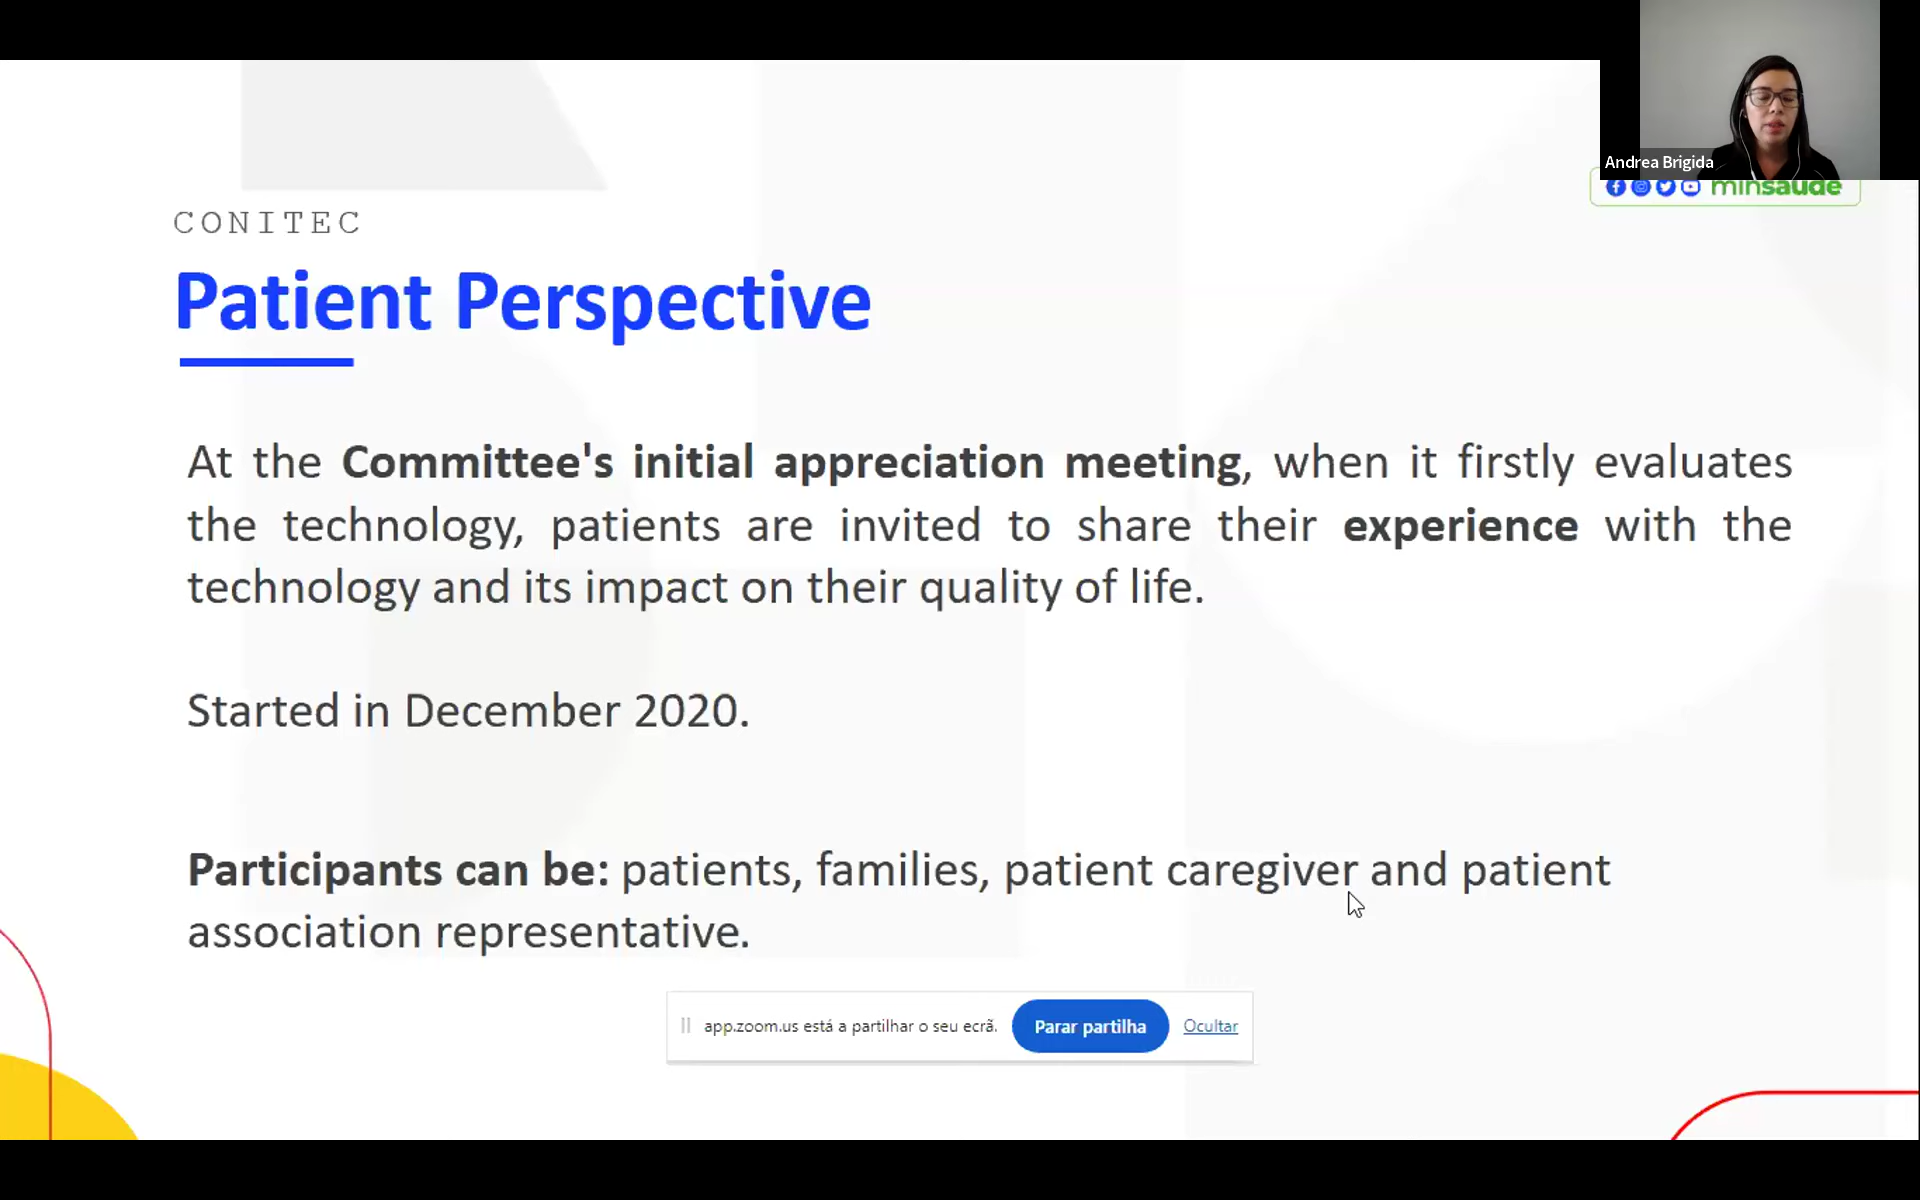 Andrea Brigida
minsaude
CONITEC
Patient Perspective
At the Committee's initial appreciation meeting, when it firstly evaluates
the technology, patients are invited to share their experience with the
technology and its impact on their quality of life.
Started in December 2020.
Participants can be: patients, families, patient caregiver and patient
association representative.
app.zoom.us está a partilhar o seu ecrã.
Parar partilha
Ocultar